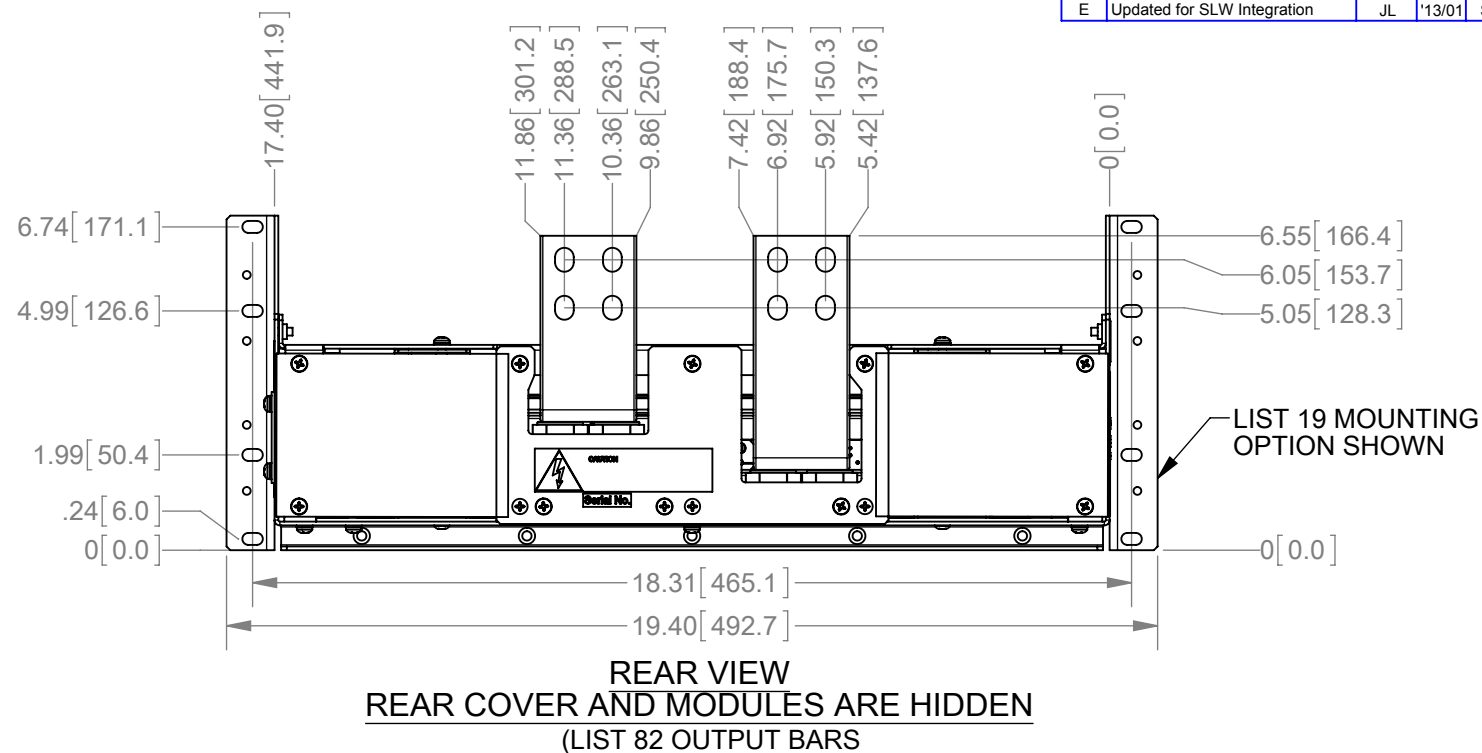 E Updated for SLW Integration JL '13/01
17.40[ 441.9 ]
11.86[ 301.2 ]
11.36[ 288.5 ]
10.36[ 263.1 ]
9.86[ 250.4 ]
7.42[ 188.4 ]
6.92[ 175.7 ]
5.92[ 150.3 ]
5.42[ 137.6 ]
0[ 0.0 ]
6.74[ 171.1 ]
4.99[ 126.6 ]
1.99[ 50.4 ]
.24[ 6.0 ]
0[ 0.0 ]
6.55[ 166.4 ]
6.05[ 153.7 ]
5.05[ 128.3 ]
LIST 19 MOUNTING
OPTION SHOWN
0[ 0.0 ]
CAUTION
Serial No.
18.31[ 465.1 ]
19.40[ 492.7 ]
REAR VIEW
REAR COVER AND MODULES ARE HIDDEN
(LIST 82 OUTPUT BARS